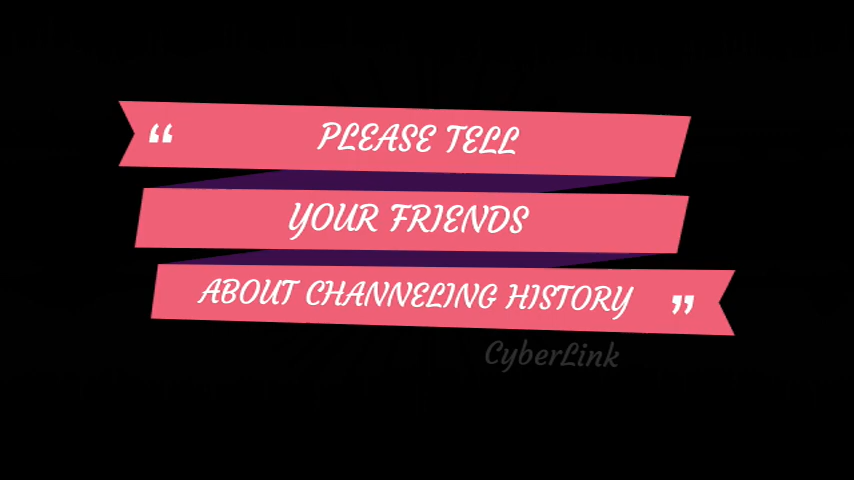 “ PLEASE TELL
YOUR FRIENDS
ABOUT CHANNELING HISTORY ”
CyberLink